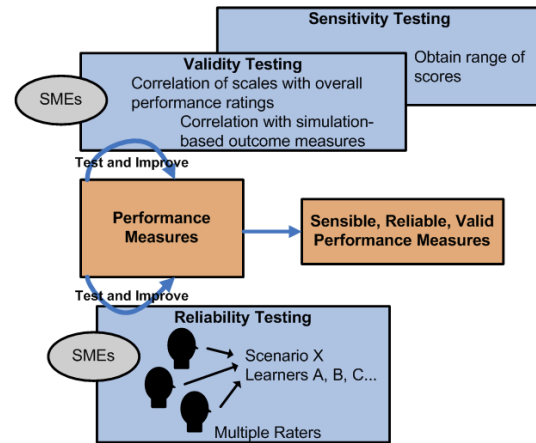 Sensitivity Testing
Obtain range of
scores
Validity Testing
Correlation of scales with overall
performance ratings
Correlation with simulation-
based outcome measures
SMEs
Test and Improve
Performance
Measures
Sensible, Reliable, Valid
Performance Measures
Test and Improve
Reliability Testing
SMEs
Scenario X
Learners A, B, C...
Multiple Raters